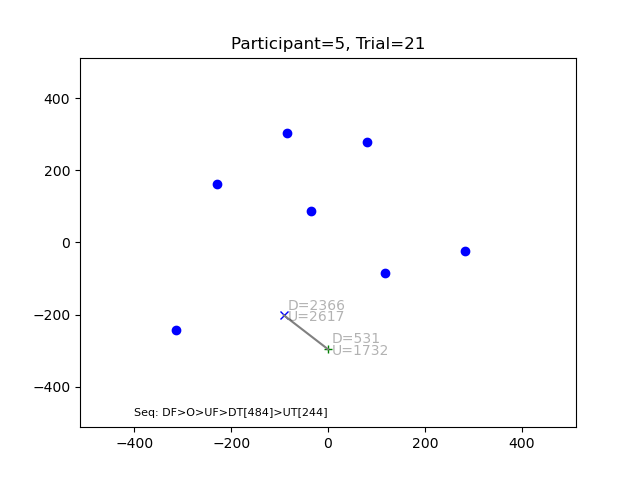 Participant=5, Trial=21
400
200
0
−200
−400
D=2366
U=2617
D=531
U=1732
Seq: DF>O>UF>DT[484]>UT[244]
−400 −200 0 200 400